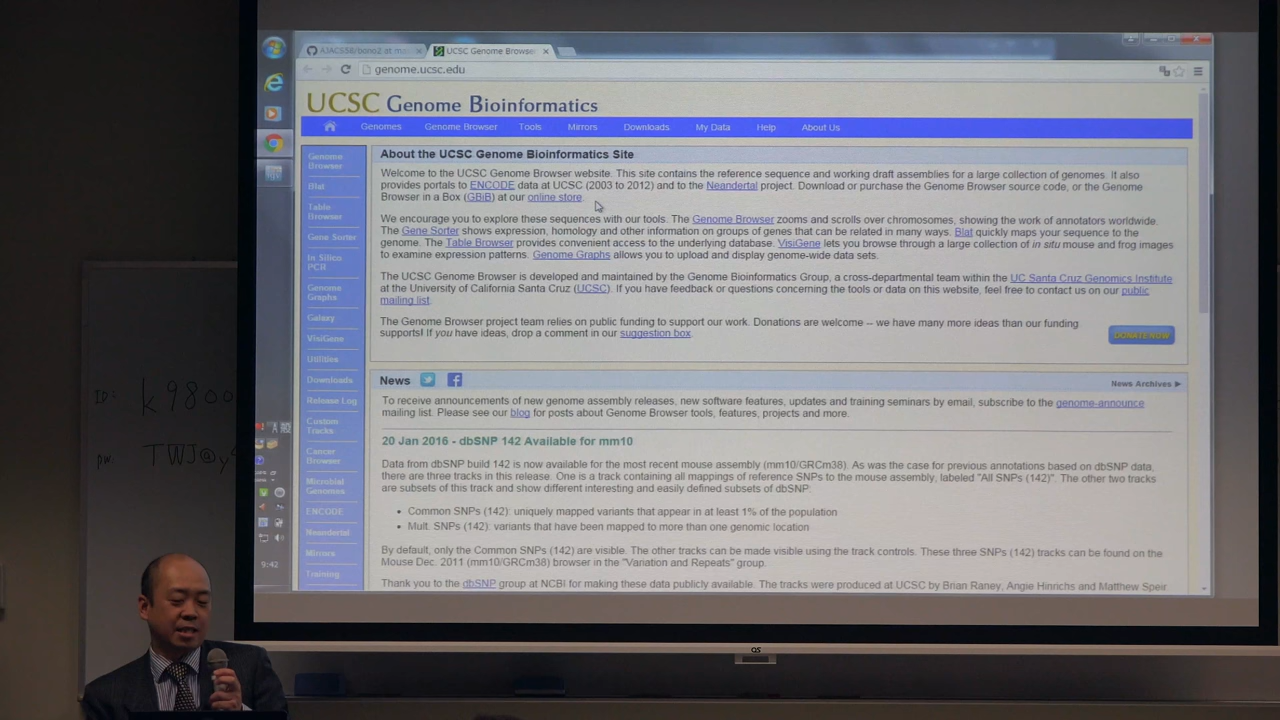 AJACS58/bono2 at ma
UCSC Genome Browse
genome.ucsc.edu
UCSC Genome Bioinformatics
Genomes Genome Browser Tools Mirrors Downloads My Data Help About Us
Genome
Browser
Blat
Table
Browser
Gene Sorter
In Silico
PCR
Genome
Graphs
Galaxy
VisiGene
Utilities
Downloads
Release Log
Custom
Tracks
Cancer
Browser
Microbial
Genomes
ENCODE
Neandertal
Mirrors
Training
About the UCSC Genome Bioinformatics Site
Welcome to the UCSC Genome Browser website. This site contains the reference sequence and working draft assemblies for a large collection of genomes. It also
provides portals to ENCODE data at UCSC (2003 to 2012) and to the Neandertal project. Download or purchase the Genome Browser source code, or the Genome
Browser in a Box (GBiB) at our online store.
We encourage you to explore these sequences with our tools. The Genome Browser zooms and scrolls over chromosomes, showing the work of annotators worldwide.
The Gene Sorter shows expression, homology and other information on groups of genes that can be related in many ways. Blat quickly maps your sequence to the
genome. The Table Browser provides convenient access to the underlying database. VisiGene lets you browse through a large collection of in situ mouse and frog images
to examine expression patterns. Genome Graphs allows you to upload and display genome-wide data sets.
The UCSC Genome Browser is developed and maintained by the Genome Bioinformatics Group, a cross-departmental team within the UC Santa Cruz Genomics Institute
at the University of California Santa Cruz (UCSC). If you have feedback or questions concerning the tools or data on this website, feel free to contact us on our public
mailing list.
The Genome Browser project team relies on public funding to support our work. Donations are welcome -- we have many more ideas than our funding
supports! If you have ideas, drop a comment in our suggestion box.
DONATE NOW
News
News Archives ▶
To receive announcements of new genome assembly releases, new software features, updates and training seminars by email, subscribe to the genome-announce
mailing list. Please see our blog for posts about Genome Browser tools, features, projects and more.
20 Jan 2016 - dbSNP 142 Available for mm10
Data from dbSNP build 142 is now available for the most recent mouse assembly (mm10/GRCm38). As was the case for previous annotations based on dbSNP data,
there are three tracks in this release. One is a track containing all mappings of reference SNPs to the mouse assembly, labeled "All SNPs (142)". The other two tracks
are subsets of this track and show different interesting and easily defined subsets of dbSNP:
• Common SNPs (142): uniquely mapped variants that appear in at least 1% of the population
• Mult. SNPs (142): variants that have been mapped to more than one genomic location
By default, only the Common SNPs (142) are visible. The other tracks can be made visible using the track controls. These three SNPs (142) tracks can be found on the
Mouse Dec. 2011 (mm10/GRCm38) browser in the "Variation and Repeats" group.
Thank you to the dbSNP group at NCBI for making these data publicly available. The tracks were produced at UCSC by Brian Raney, Angie Hinrichs and Matthew Speir
9:42
ID: k9800
pw: TWJ@y
OS